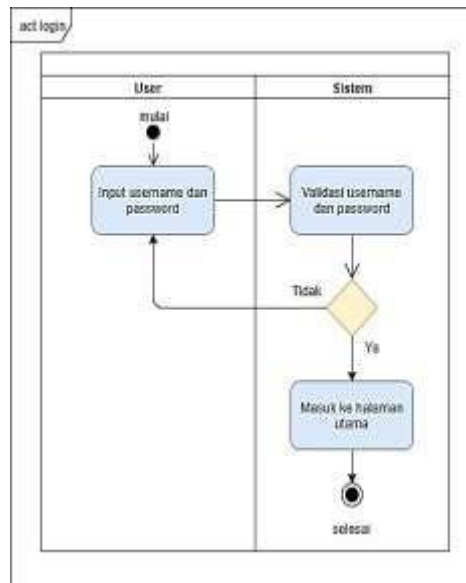 act login
User
Sistem
mulai
Input username dan
password
Validasi username
dan password
Tidak
Ya
Masuk ke halaman
utama
selesai